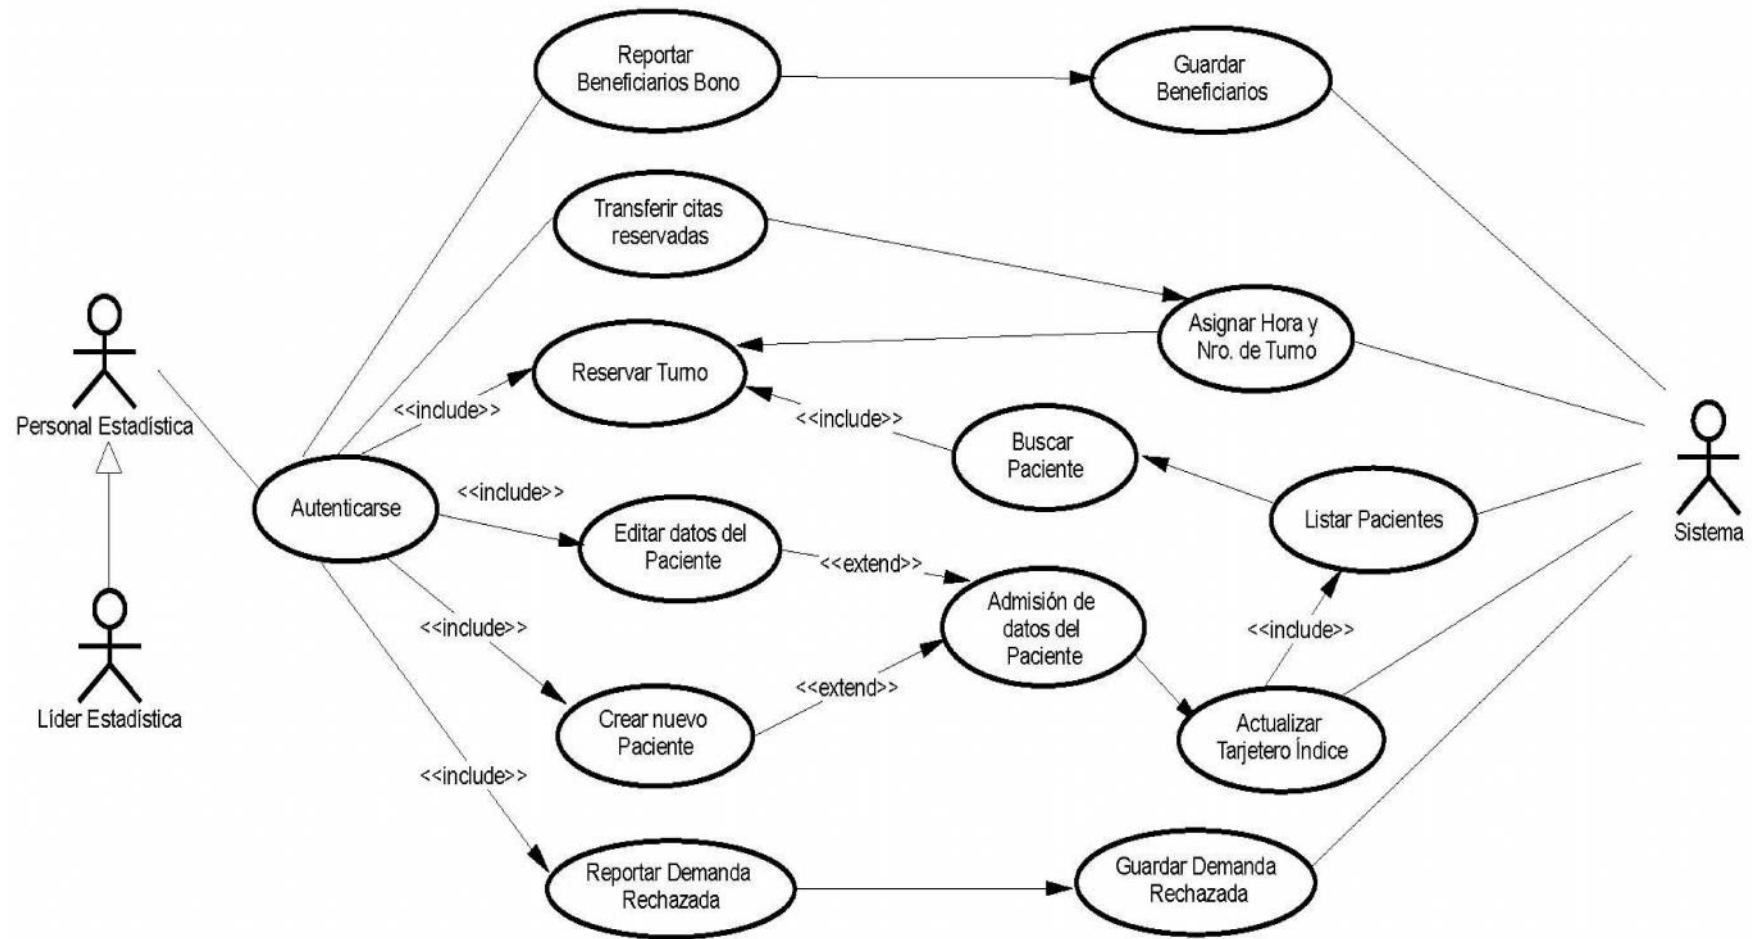 Reportar
Beneficiarios Bono
Guardar
Beneficiarios
Transferir citas
reservadas
Asignar Hora y
Nro. de Turno
Reservar Turno
<<include>>
<<include>>
Buscar
Paciente
Personal Estadística
Autenticarse
<<include>>
Editar datos del
Paciente
<<extend>>
Listar Pacientes
Sistema
Admisión de
datos del
Paciente
<<include>>
<<include>>
<<extend>>
Líder Estadística
Crear nuevo
Paciente
Actualizar
Tarjetero Índice
<<include>>
Reportar Demanda
Rechazada
Guardar Demanda
Rechazada